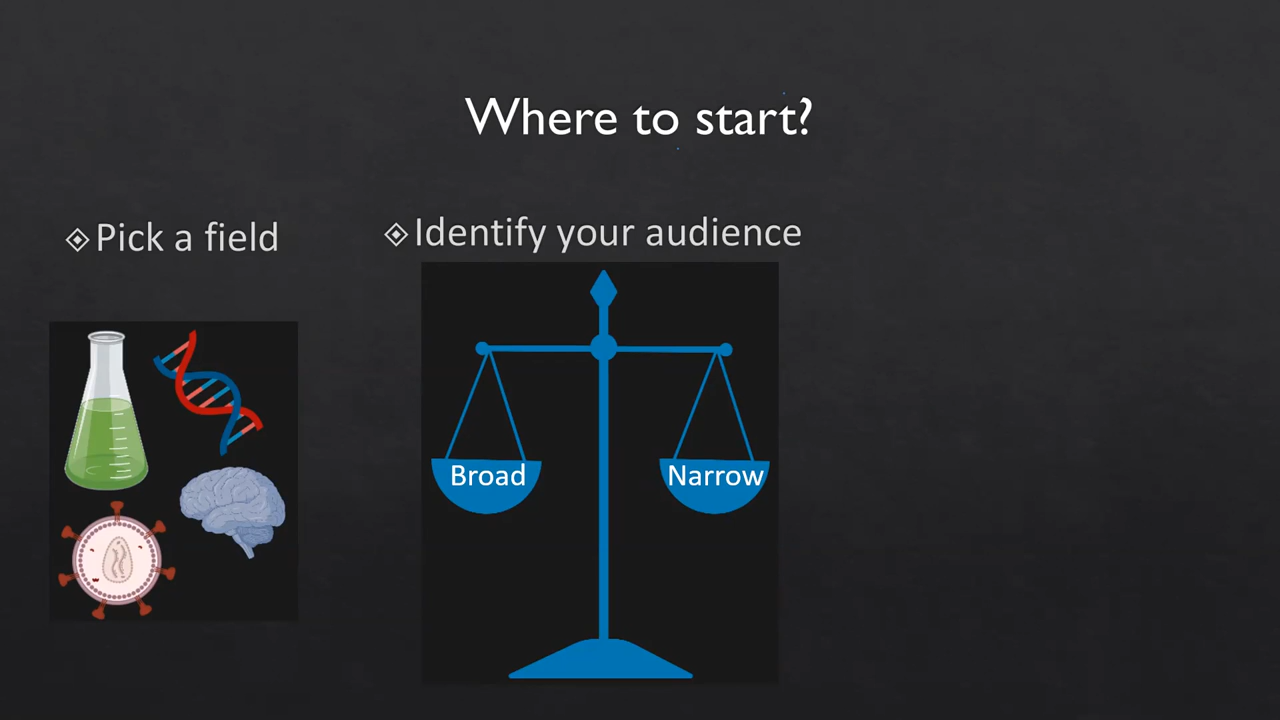 Where to start?
Pick a field
Identify your audience
Broad
Narrow